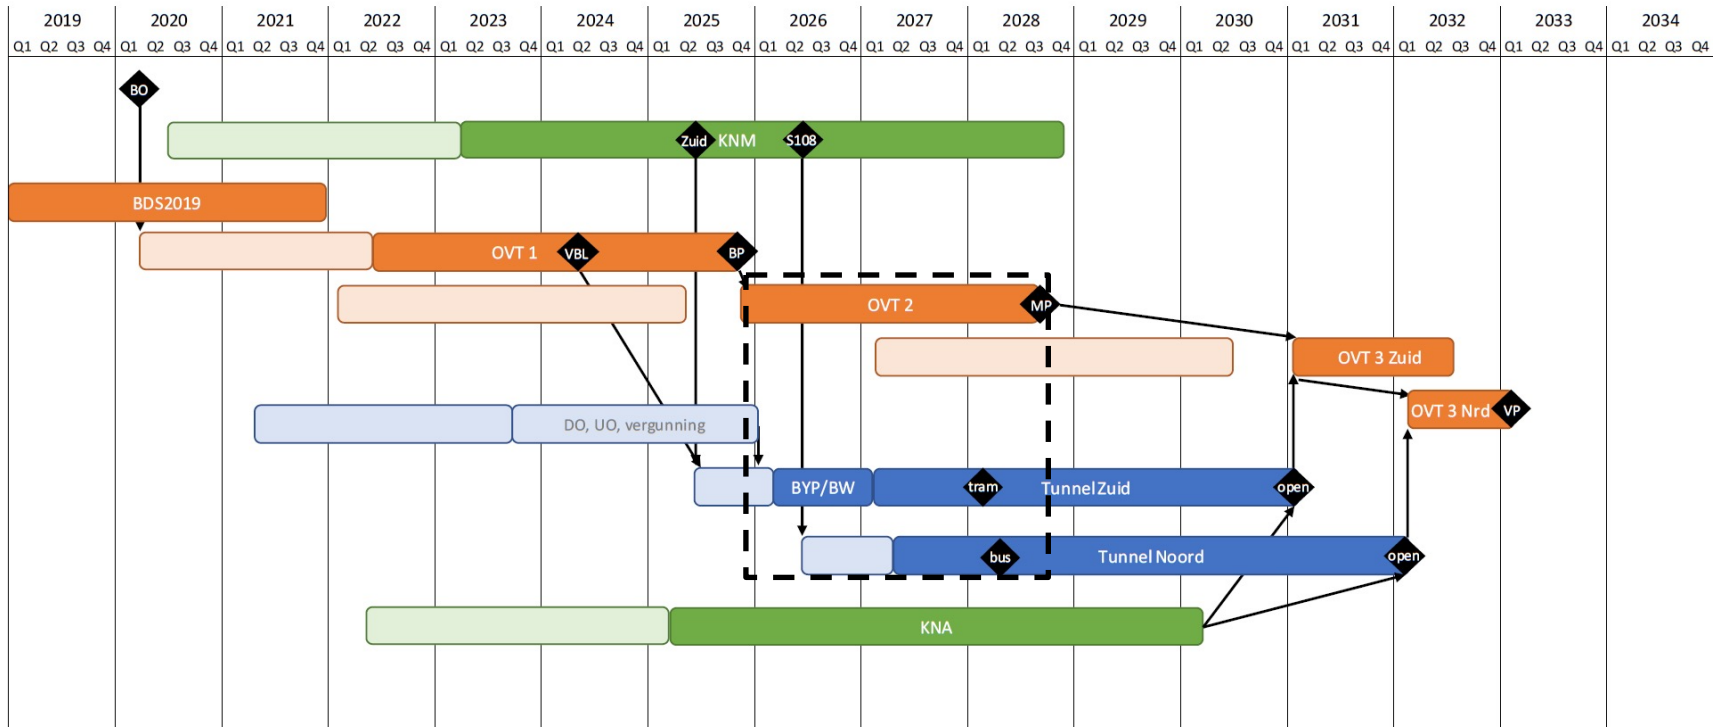 2019 2020 2021 2022 2023 2024 2025 2026 2027 2028 2029 2030 2031 2032 2033 2034
Q1 Q2 Q3 Q4 Q1 Q2 Q3 Q4 Q1 Q2 Q3 Q4 Q1 Q2 Q3 Q4 Q1 Q2 Q3 Q4 Q1 Q2 Q3 Q4 Q1 Q2 Q3 Q4 Q1 Q2 Q3 Q4 Q1 Q2 Q3 Q4 Q1 Q2 Q3 Q4 Q1 Q2 Q3 Q4 Q1 Q2 Q3 Q4 Q1 Q2 Q3 Q4 Q1 Q2 Q3 Q4 Q1 Q2 Q3 Q4 Q1 Q2 Q3 Q4
BO
Zuid KNM S108
BDS2019
OVT 1 VBL BP
OVT 2 MP
OVT 3 Zuid
OVT 3 Nrd VP
DO, UO, vergunning
BYP/BW tram Tunnel Zuid open
bus Tunnel Noord open
KNA